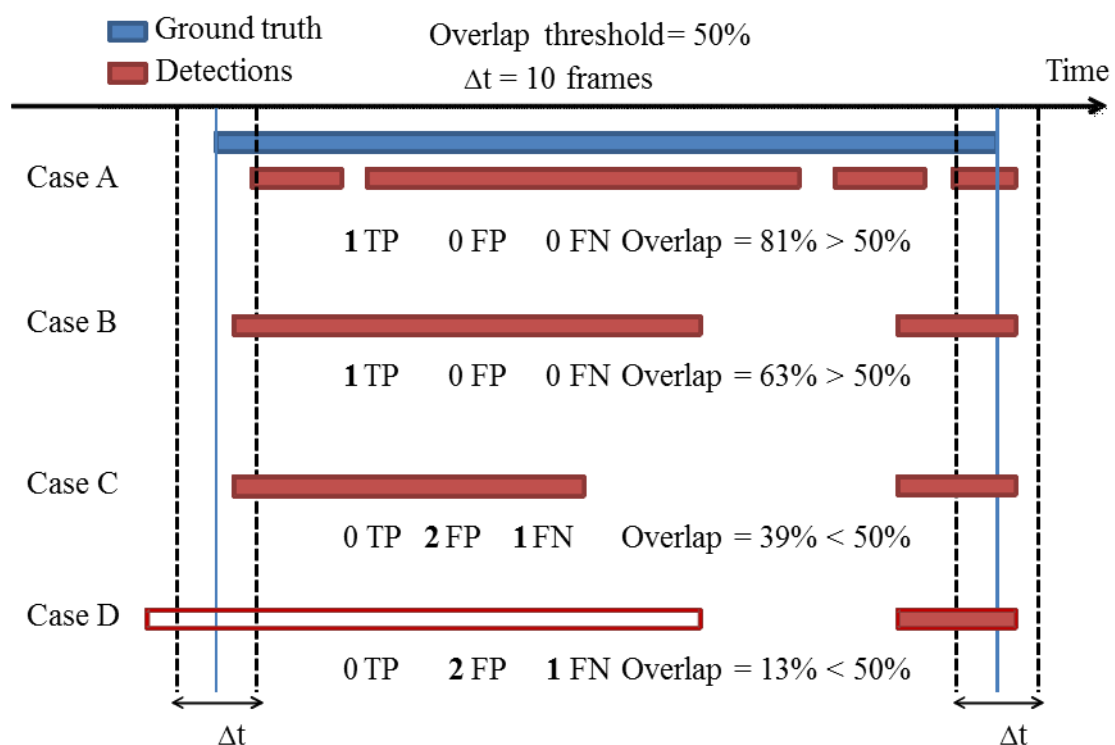 Ground truth
Overlap threshold = 50%
Detections
Δt = 10 frames
Time
Case A
1 TP 0 FP 0 FN Overlap = 81% > 50%
Case B
1 TP 0 FP 0 FN Overlap = 63% > 50%
Case C
0 TP 2 FP 1 FN Overlap = 39% < 50%
Case D
0 TP 2 FP 1 FN Overlap = 13% < 50%
Δt Δt